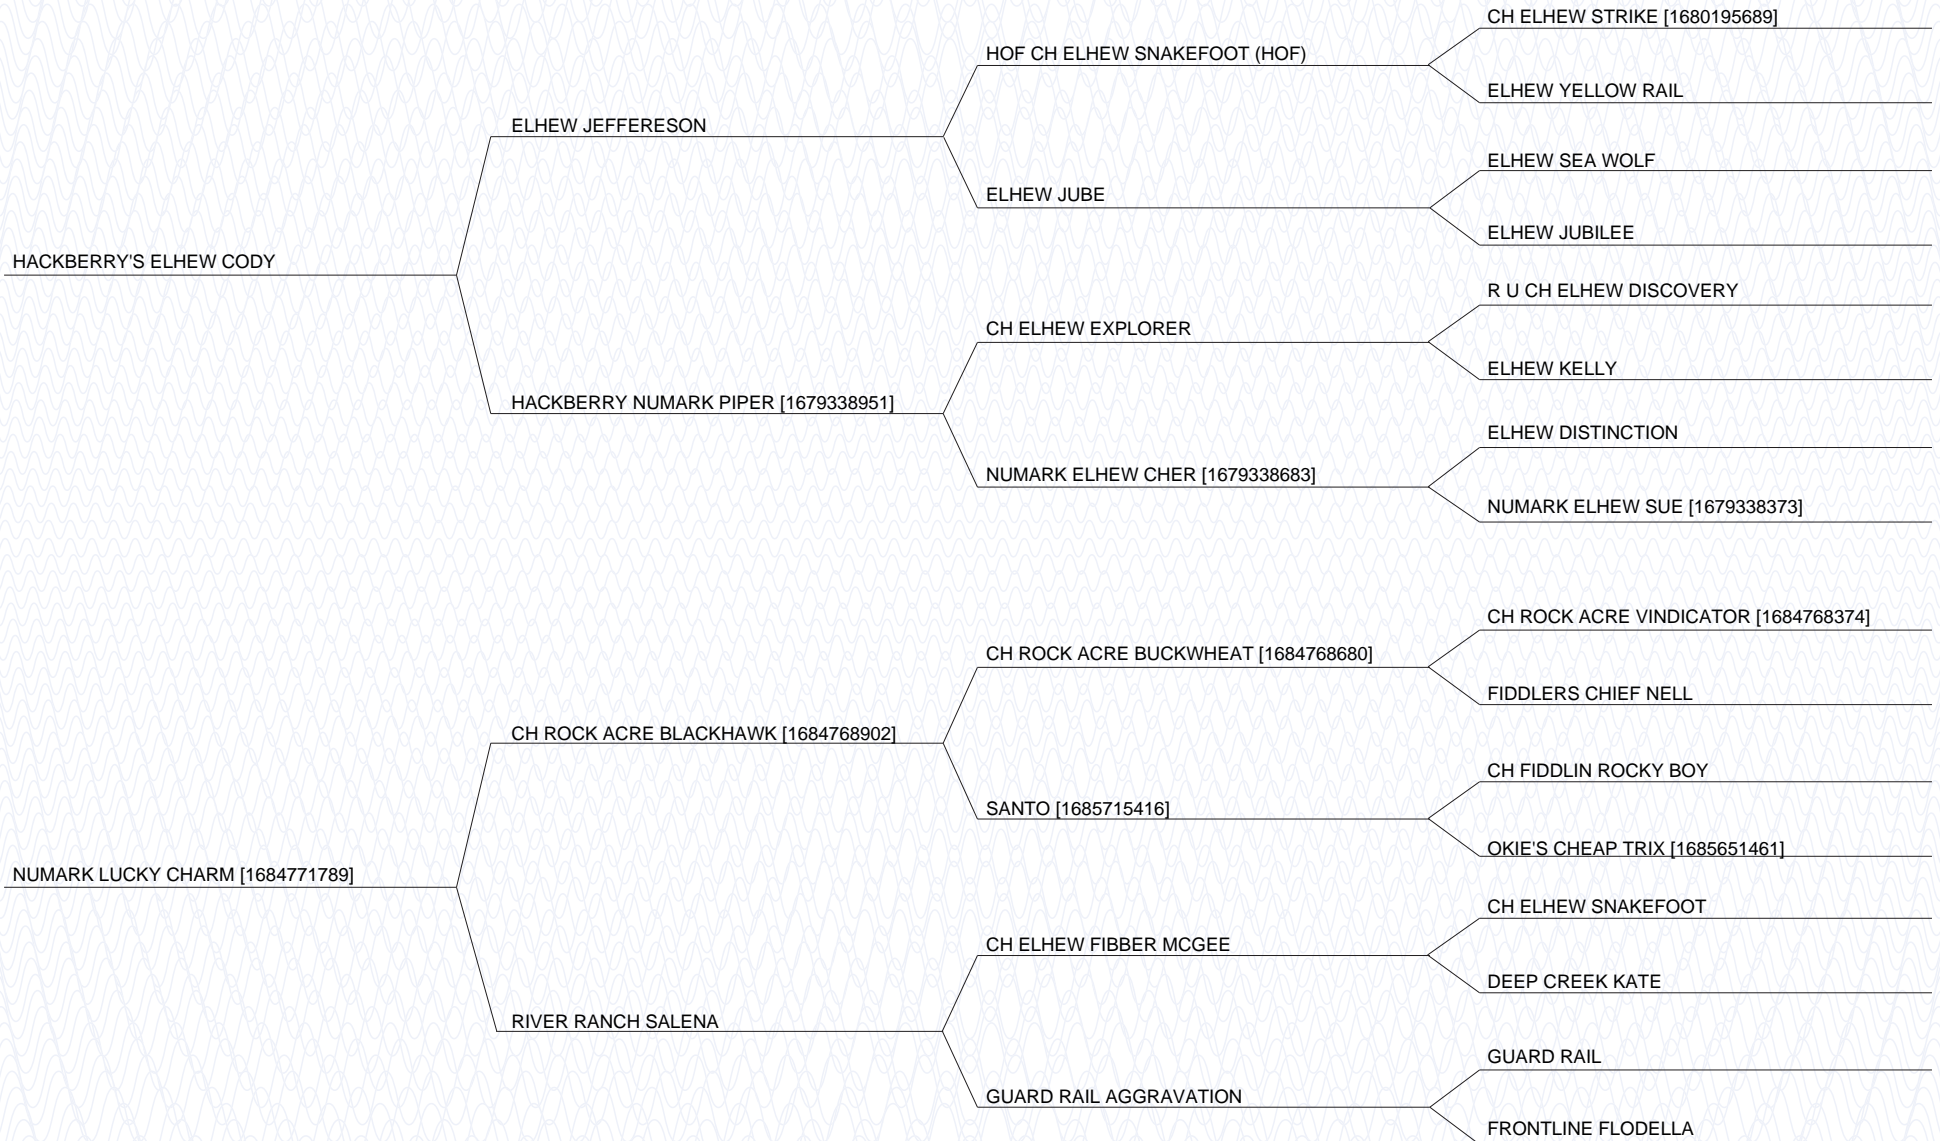 CH ELHEW STRIKE [1680195689]
HOF CH ELHEW SNAKEFOOT (HOF)
ELHEW YELLOW RAIL
ELHEW JEFFERESON
ELHEW SEA WOLF
ELHEW JUBE
ELHEW JUBILEE
HACKBERRY'S ELHEW CODY
R U CH ELHEW DISCOVERY
CH ELHEW EXPLORER
ELHEW KELLY
HACKBERRY NUMARK PIPER [1679338951]
ELHEW DISTINCTION
NUMARK ELHEW CHER [1679338683]
NUMARK ELHEW SUE [1679338373]
CH ROCK ACRE VINDICATOR [1684768374]
CH ROCK ACRE BUCKWHEAT [1684768680]
FIDDLERS CHIEF NELL
CH ROCK ACRE BLACKHAWK [1684768902]
CH FIDDLIN ROCKY BOY
SANTO [1685715416]
OKIE'S CHEAP TRIX [1685651461]
NUMARK LUCKY CHARM [1684771789]
CH ELHEW SNAKEFOOT
CH ELHEW FIBBER MCGEE
DEEP CREEK KATE
RIVER RANCH SALENA
GUARD RAIL
GUARD RAIL AGGRAVATION
FRONTLINE FLODELLA